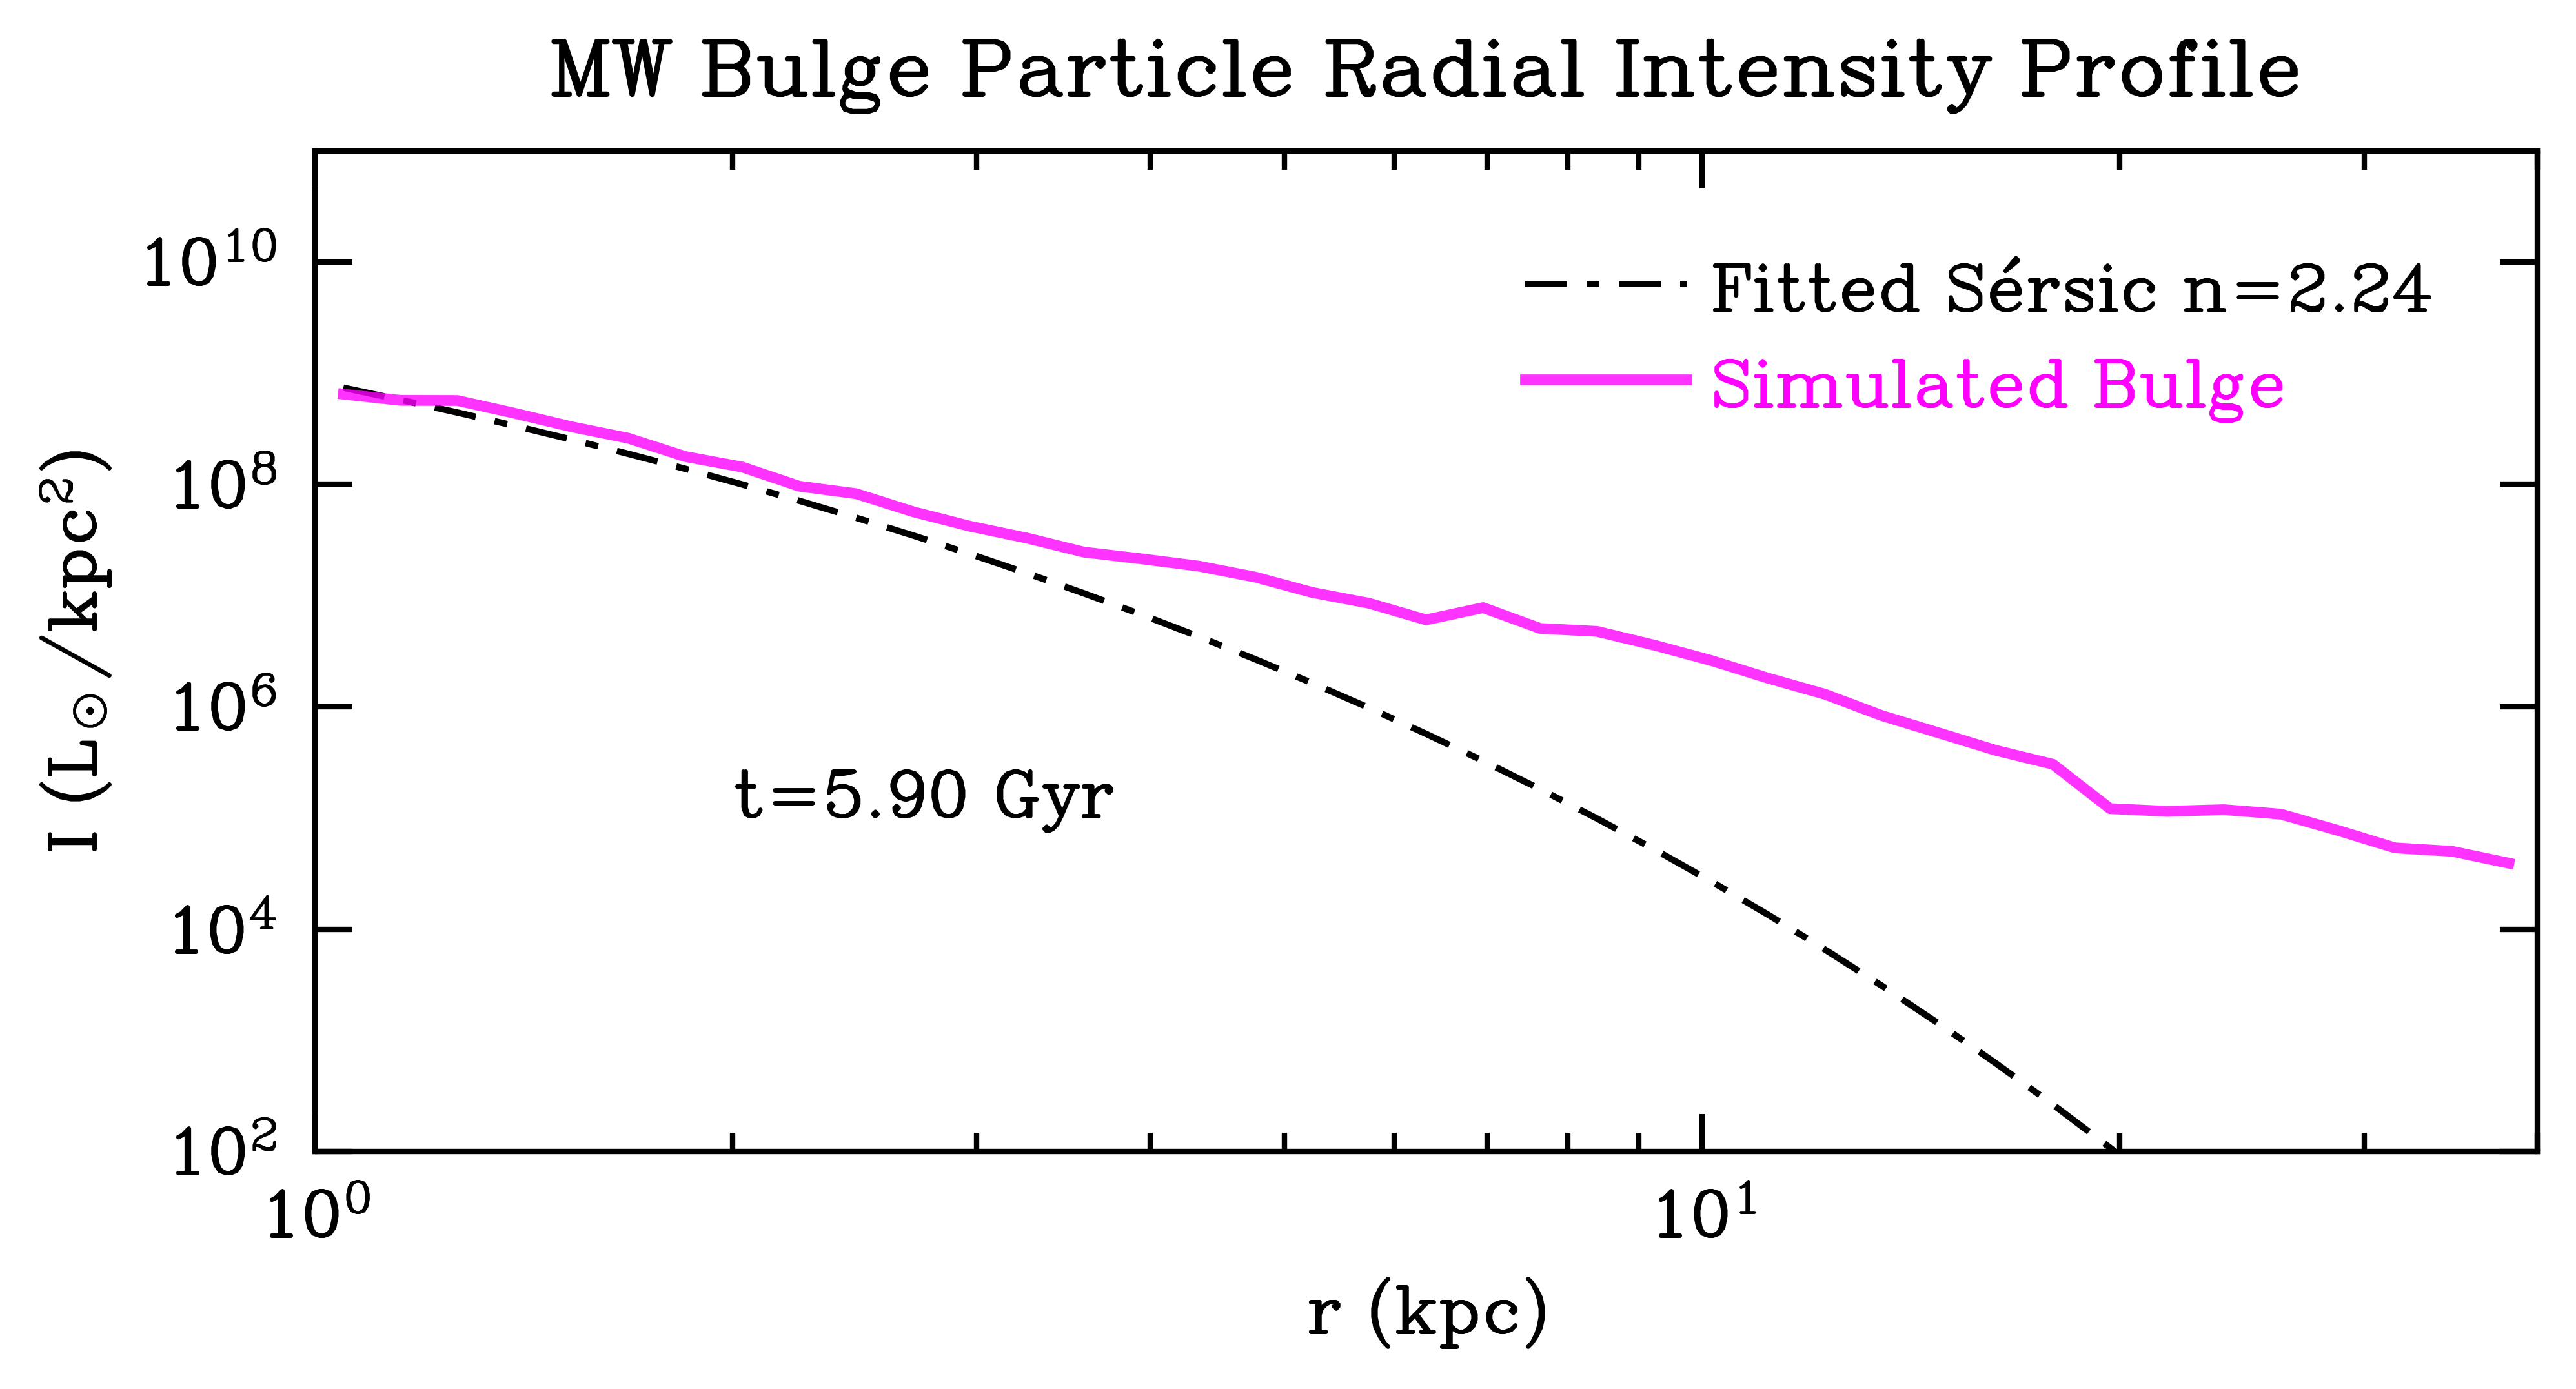 MW Bulge Particle Radial Intensity Profile
10¹⁰
10⁸
10⁶
10⁴
10²
I (L⊙/kpc²)
Fitted Sérsic n=2.24
Simulated Bulge
t=5.90 Gyr
10⁰ 10¹
r (kpc)